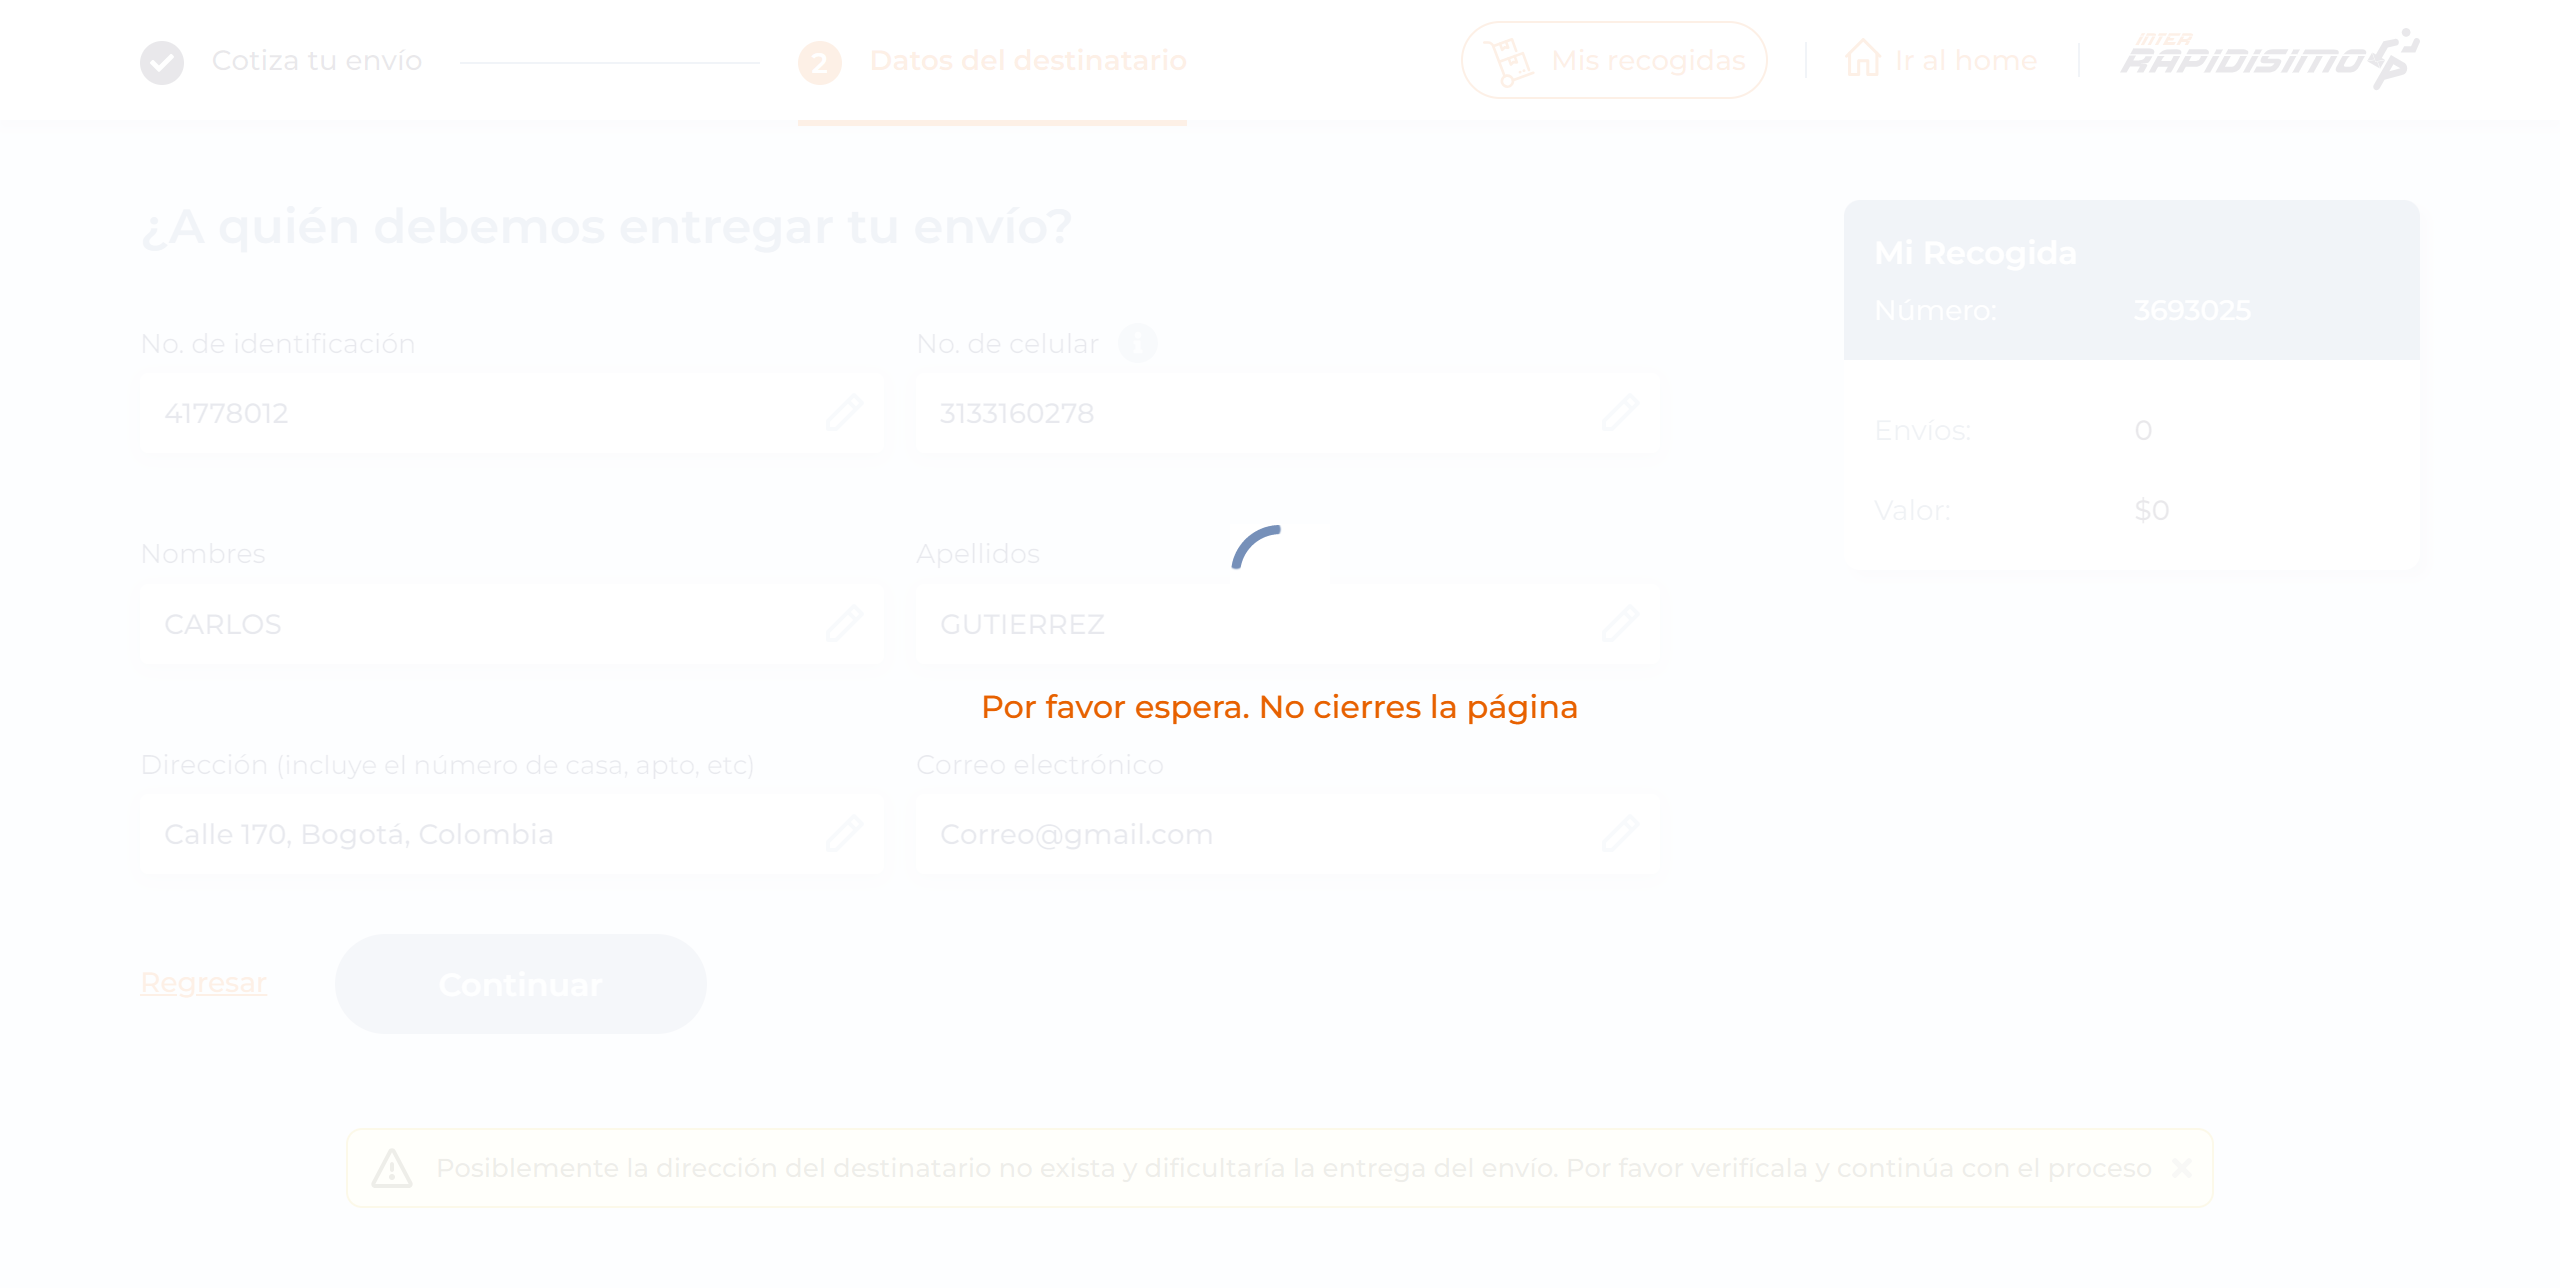 Cotiza tu envío
2 Datos del destinatario
Mis recogidas
Ir al home
INTER
RAPIDISIMO
¿A quién debemos entregar tu envío?
Mi Recogida
Número: 3693025
Envíos: 0
Valor: $0
No. de identificación
No. de celular
41778012
3133160278
Nombres
Apellidos
CARLOS
GUTIERREZ
Por favor espera. No cierres la página
Dirección (incluye el número de casa, apto, etc)
Correo electrónico
Calle 170, Bogotá, Colombia
Correo@gmail.com
Regresar
Continuar
Posiblemente la dirección del destinatario no exista y dificultaría la entrega del envío. Por favor verifícala y continúa con el proceso